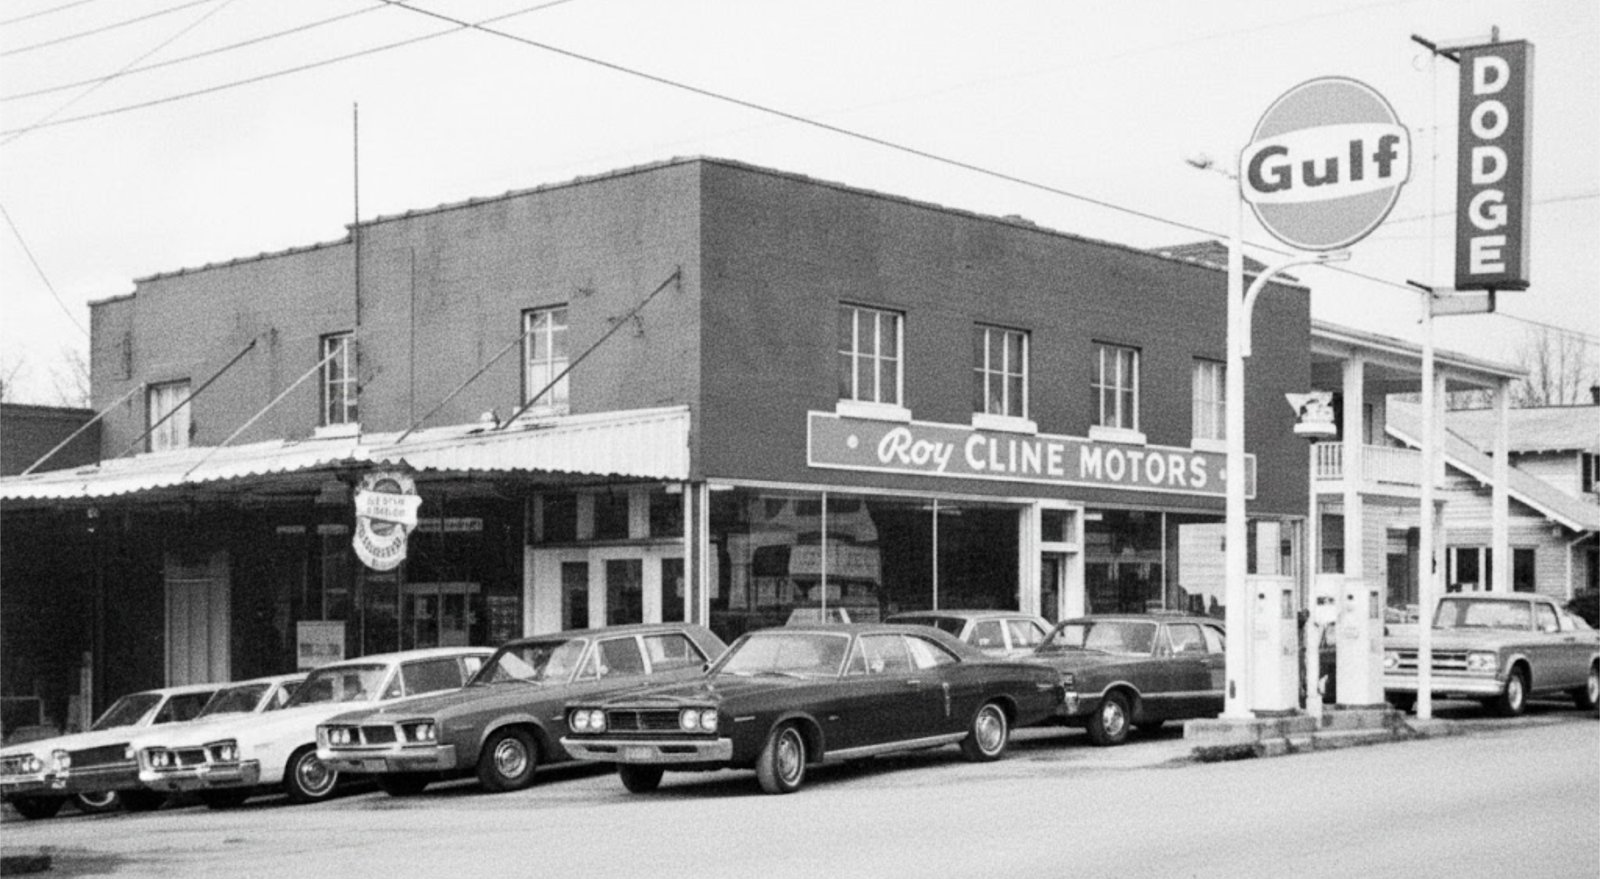 DODGE
Gulf
Roy CLINE MOTORS